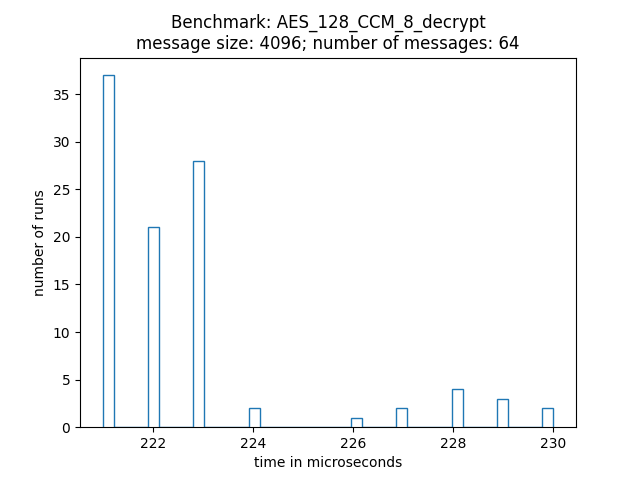 Benchmark: AES_128_CCM_8_decrypt
message size: 4096; number of messages: 64
35
30
25
20
15
10
5
0
number of runs
222 224 226 228 230
time in microseconds